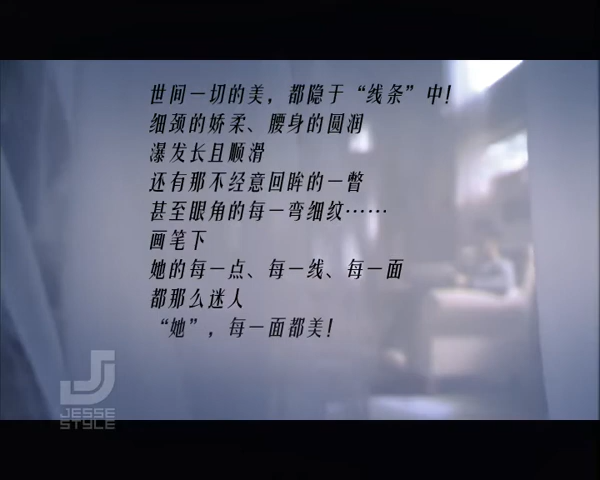 世间一切的美，都隐于“线条”中！
细颈的娇柔、腰身的圆润
瀑发长且顺滑
还有那不经意回眸的一瞥
甚至眼角的每一弯细纹……
画笔下
她的每一点、每一线、每一面
都那么迷人
“她”，每一面都美！
JESSE
STYLE